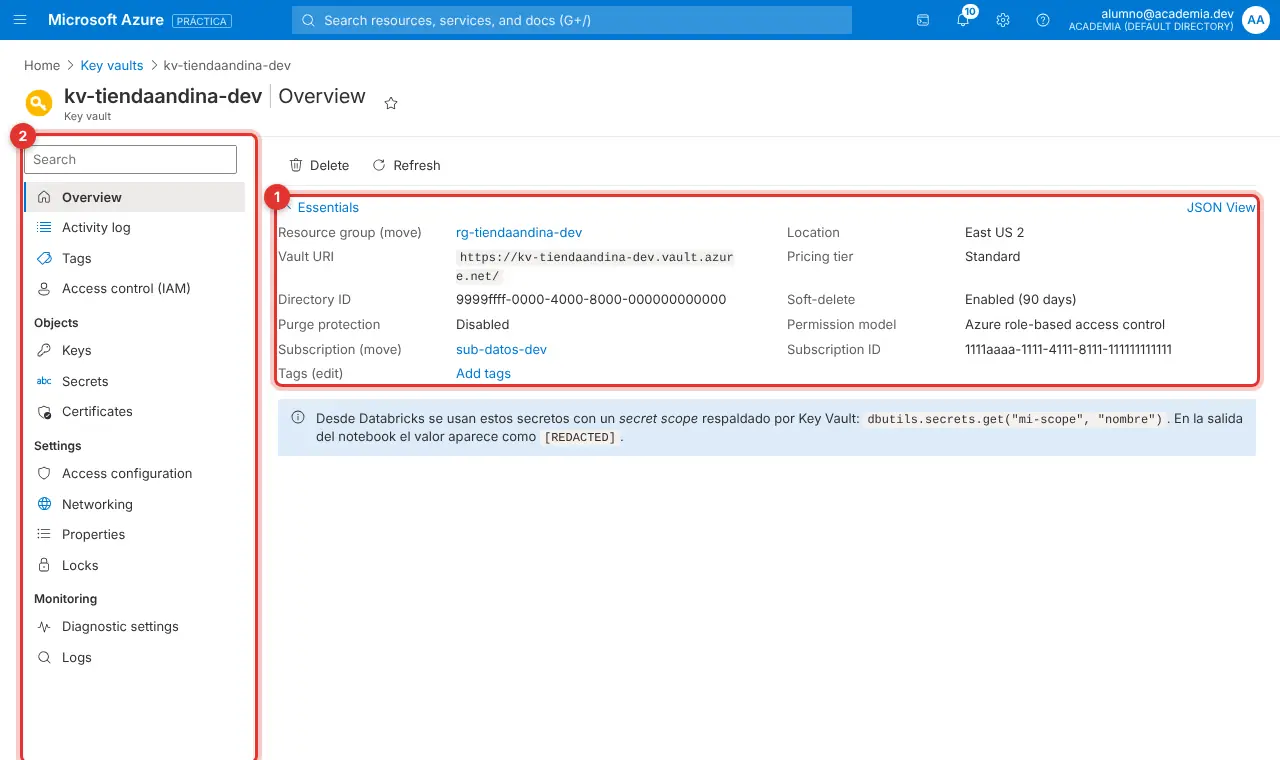 Microsoft Azure PRÁCTICA
Search resources, services, and docs (G+/)
10
alumno@academia.dev
ACADEMIA (DEFAULT DIRECTORY)
AA
Home > Key vaults > kv-tiendaandina-dev
kv-tiendaandina-dev | Overview
Key vault
2
Search
Overview
Activity log
Tags
Access control (IAM)
Objects
Keys
abc Secrets
Certificates
Settings
Access configuration
Networking
Properties
Locks
Monitoring
Diagnostic settings
Logs
Delete Refresh
1
Essentials JSON View
Resource group (move) rg-tiendaandina-dev Location East US 2
Vault URI https://kv-tiendaandina-dev.vault.azur Pricing tier Standard
e.net/
Directory ID 9999ffff-0000-4000-8000-000000000000 Soft-delete Enabled (90 days)
Purge protection Disabled Permission model Azure role-based access control
Subscription (move) sub-datos-dev Subscription ID 1111aaaa-1111-4111-8111-111111111111
Tags (edit) Add tags
Desde Databricks se usan estos secretos con un secret scope respaldado por Key Vault: dbutils.secrets.get("mi-scope", "nombre"). En la salida
del notebook el valor aparece como [REDACTED].